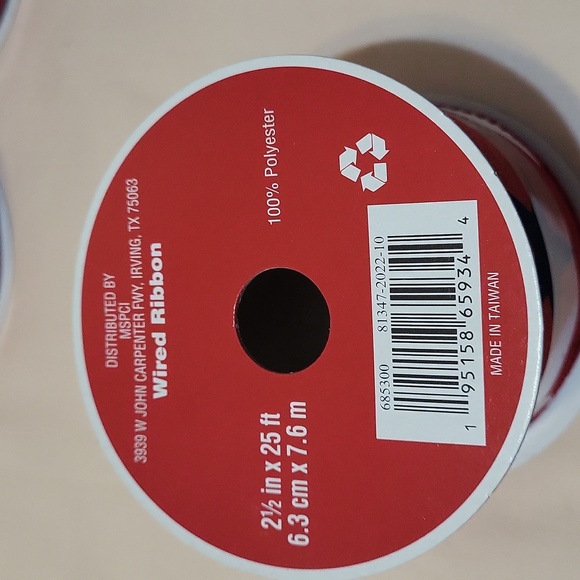 DISTRIBUTED BY
MSPCI
3939 W JOHN CARPENTER FWY, IRVING, TX 75063
Wired Ribbon
100% Polyester
2½ in x 25 ft
6.3 cm x 7.6 m
685300 81347-2022-10
1 95158 65934 4
MADE IN TAIWAN